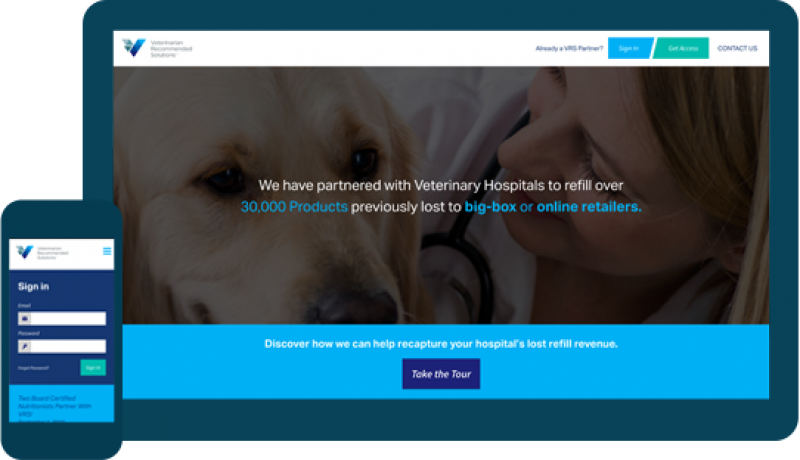 Veterinarian
Recommended
Solutions
Already a VRS Partner?
Sign In
Get Access
CONTACT US
We have partnered with Veterinary Hospitals to refill over
30,000 Products previously lost to big-box or online retailers.
Discover how we can help recapture your hospital's lost refill revenue.
Take the Tour
Veterinarian
Recommended
Solutions
Sign in
Email
Password
Forgot Password?
Sign In
Two Board Certified
Nutritionists Partner With
VRS!